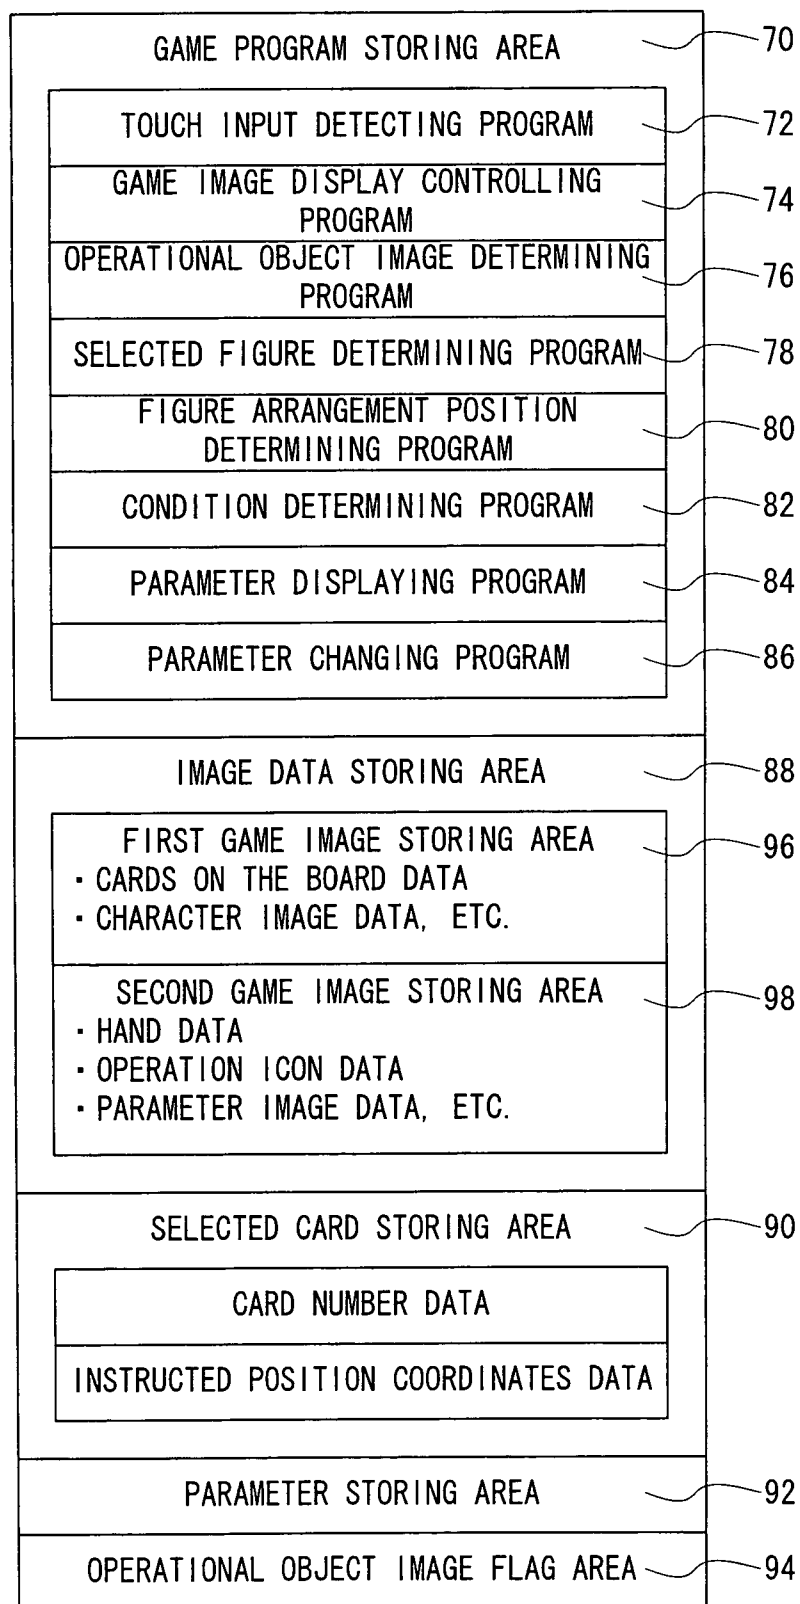 GAME PROGRAM STORING AREA 70
TOUCH INPUT DETECTING PROGRAM 72
GAME IMAGE DISPLAY CONTROLLING
PROGRAM 74
OPERATIONAL OBJECT IMAGE DETERMINING
PROGRAM 76
SELECTED FIGURE DETERMINING PROGRAM 78
FIGURE ARRANGEMENT POSITION
DETERMINING PROGRAM 80
CONDITION DETERMINING PROGRAM 82
PARAMETER DISPLAYING PROGRAM 84
PARAMETER CHANGING PROGRAM 86
IMAGE DATA STORING AREA 88
FIRST GAME IMAGE STORING AREA 96
・CARDS ON THE BOARD DATA
・CHARACTER IMAGE DATA, ETC.
SECOND GAME IMAGE STORING AREA 98
・HAND DATA
・OPERATION ICON DATA
・PARAMETER IMAGE DATA, ETC.
SELECTED CARD STORING AREA 90
CARD NUMBER DATA
INSTRUCTED POSITION COORDINATES DATA
PARAMETER STORING AREA 92
OPERATIONAL OBJECT IMAGE FLAG AREA 94